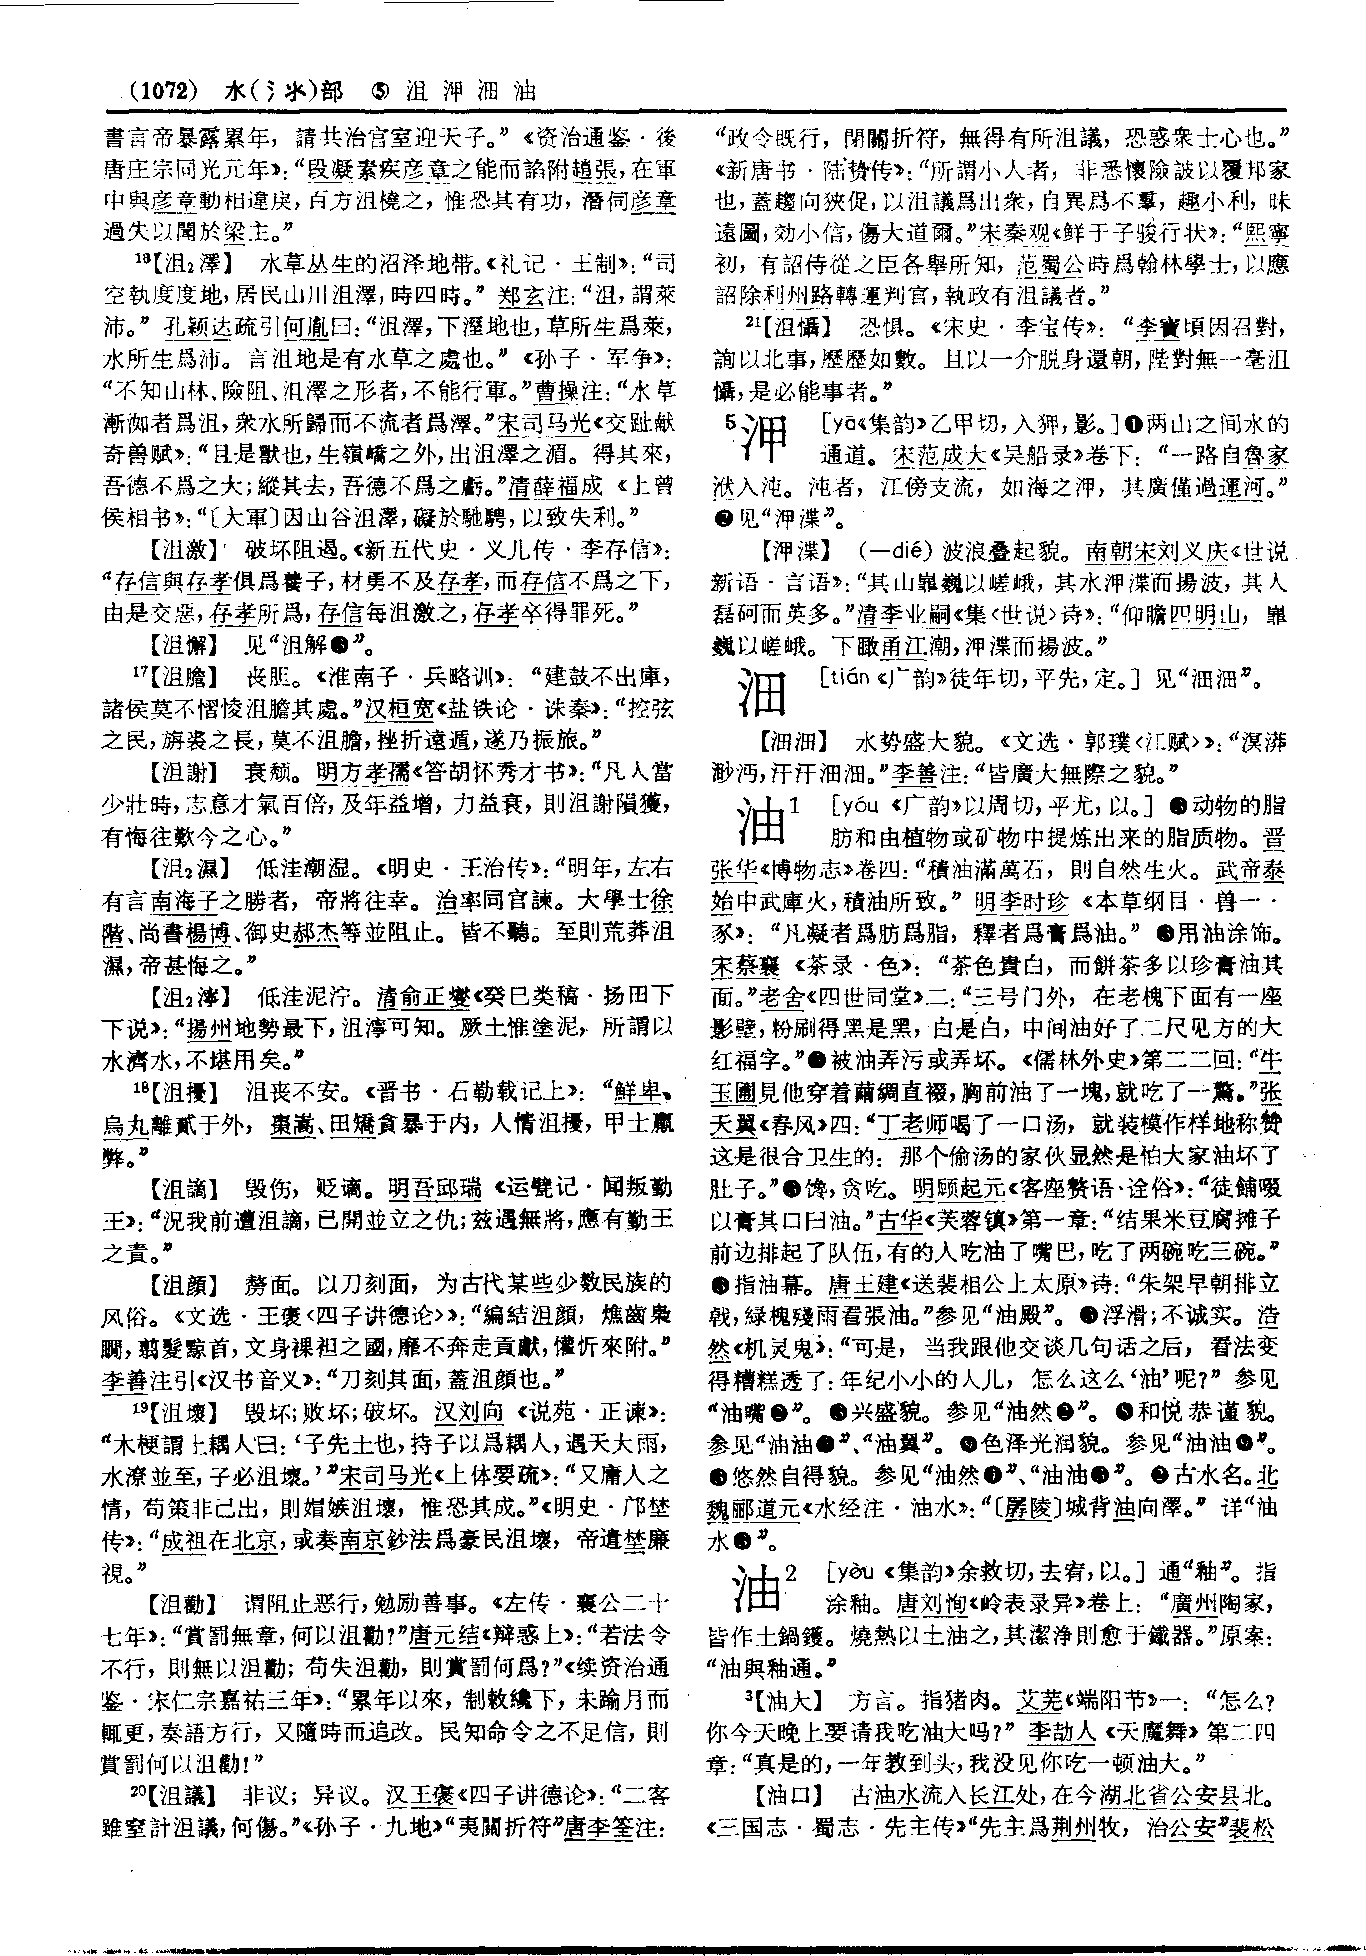 (1072) 水(氵氺)部 ⑤ 沮 泙 沺 油
書言帝暴露累年，請共治宫室迎天子。”《资治通鉴·後
唐庄宗同光元年》：“段凝素疾彦章之能而諂附趙張，在軍
中與彦章動相違戾，百方沮橈之，惟恐其有功，潛伺彦章
過失以聞於梁主。”
16【沮₂澤】 水草丛生的沼泽地带。《礼记·王制》：“司
空執度度地，居民山川沮澤，時四時。” 郑玄注：“沮，謂萊
沛。” 孔颖达疏引何胤曰：“沮澤，下溼地也，草所生爲萊，
水所生爲沛。言沮地是有水草之處也。”《孙子·军争》：
“不知山林、險阻、沮澤之形者，不能行軍。”曹操注：“水草
漸洳者爲沮，衆水所歸而不流者爲澤。”宋司马光《交趾献
奇兽赋》：“且是獸也，生嶺嶠之外，出沮澤之湄。得其來，
吾德不爲之大；縱其去，吾德不爲之虧。”清薛福成《上曾
侯相书》：“〔大軍〕因山谷沮澤，礙於馳騁，以致失利。”
【沮激】 破坏阻遏。《新五代史·义儿传·李存信》：
“存信與存孝俱爲養子，材勇不及存孝，而存信不爲之下，
由是交惡，存孝所爲，存信每沮激之，存孝卒得罪死。”
【沮懈】 见“沮解”。
17【沮膽】 丧胆。《淮南子·兵略训》：“建鼓不出庫，
諸侯莫不慴悷沮膽其處。”汉桓宽《盐铁论·诛秦》：“控弦
之民，旃裘之長，莫不沮膽，挫折遠遁，遂乃振旅。”
【沮謝】 衰颓。明方孝孺《答胡怀秀才书》：“凡人當
少壯時，志意才氣百倍，及年益增，力益衰，則沮謝隕獲，
有悔往歎今之心。”
【沮₂濕】 低洼潮湿。《明史·王治传》：“明年，左右
有言南海子之勝者，帝將往幸。治率同官諫。大學士徐
階、尚書楊博、御史郝杰等並阻止。皆不聽。至則荒莽沮
濕，帝甚悔之。”
【沮₂濘】 低洼泥泞。清俞正燮《癸巳类稿·扬田下
下说》：“揚州地勢最下，沮濘可知。厥土惟塗泥，所謂以
水濟水，不堪用矣。”
18【沮擾】 沮丧不安。《晋书·石勒载记上》：“鮮卑、
烏丸離貳于外，棗嵩、田矯貪暴于内，人情沮擾，甲士羸
弊。”
【沮謫】 毁伤，贬谪。明吾邱瑞《运甓记·闻叛勤
王》：“況我前遭沮謫，已開並立之仇；兹遇無將，應有勤王
之責。”
【沮顔】 剺面。以刀刻面，为古代某些少数民族的
风俗。《文选·王褒〈四子讲德论〉》：“編結沮顔，燋齒梟
瞷，翦髮黥首，文身裸袒之國，靡不奔走貢獻，懽忻來附。”
李善注引《汉书音义》：“刀刻其面，蓋沮顔也。”
19【沮壞】 毁坏；败坏；破坏。汉刘向《说苑·正谏》：
“木梗謂土耦人曰：‘子先土也，持子以爲耦人，遇天大雨，
水潦並至，子必沮壞。’”宋司马光《上体要疏》：“又庸人之
情，苟策非己出，則媢嫉沮壞，惟恐其成。”《明史·邝埜
传》：“成祖在北京，或奏南京鈔法爲豪民沮壞，帝遣埜廉
視。”
【沮勸】 谓阻止恶行，勉励善事。《左传·襄公二十
七年》：“賞罰無章，何以沮勸？”唐元结《辩惑上》：“若法令
不行，則無以沮勸；苟失沮勸，則賞罰何爲？”《续资治通
鉴·宋仁宗嘉祐三年》：“累年以來，制敕纔下，未踰月而
輒更，奏語方行，又隨時而追改。民知命令之不足信，則
賞罰何以沮勸！”
20【沮議】 非议；异议。汉王褒《四子讲德论》：“二客
雖窒計沮議，何傷。”《孙子·九地》“夷關折符”唐李筌注：
“政令既行，閉關折符，無得有所沮議，恐惑衆士心也。”
《新唐书·陆贽传》：“所謂小人者，非悉懷險詖以覆邦家
也，蓋趨向狹促，以沮議爲出衆，自異爲不羣，趣小利，昧
遠圖，効小信，傷大道爾。”宋秦观《鲜于子骏行状》：“熙寧
初，有詔侍從之臣各舉所知，范蜀公時爲翰林學士，以應
詔除利州路轉運判官，執政有沮議者。”
21【沮懾】 恐惧。《宋史·李宝传》：“李寶頃因召對，
詢以北事，歷歷如數。且以一介脱身還朝，陛對無一毫沮
懾，是必能事者。”
5 泙 [yā《集韵》乙甲切，入狎，影。]❶两山之间水的
通道。宋范成大《吴船录》卷下：“一路自魯家
洑入沌。沌者，江傍支流，如海之泙，其廣僅過運河。”
❷见“泙渫”。
【泙渫】 (—dié) 波浪叠起貌。南朝宋刘义庆《世说
新语·言语》：“其山嶵巍以嵯峨，其水泙渫而揚波，其人
磊砢而英多。”清李业嗣《集〈世说〉诗》：“仰瞻四明山，嶵
巍以嵯峨。下瞰甬江潮，泙渫而揚波。”
沺 [tián《广韵》徒年切，平先，定。] 见“沺沺”。
【沺沺】 水势盛大貌。《文选·郭璞〈江赋〉》：“溟漭
渺沔，汗汗沺沺。”李善注：“皆廣大無際之貌。”
油1 [yóu《广韵》以周切，平尤，以。] ❶动物的脂
肪和由植物或矿物中提炼出来的脂质物。晋
张华《博物志》卷四：“積油滿萬石，則自然生火。武帝泰
始中武庫火，積油所致。” 明李时珍《本草纲目·兽一·
豕》：“凡凝者爲肪爲脂，釋者爲膏爲油。” ❷用油涂饰。
宋蔡襄《茶录·色》：“茶色貴白，而餅茶多以珍膏油其
面。”老舍《四世同堂》二：“三号门外，在老槐下面有一座
影壁，粉刷得黑是黑，白是白，中间油好了二尺见方的大
红福字。”❸被油弄污或弄坏。《儒林外史》第二二回：“牛
玉圃見他穿着繭綢直裰，胸前油了一塊，就吃了一驚。”张
天翼《春风》四：“丁老师喝了一口汤，就装模作样地称赞
这是很合卫生的：那个偷汤的家伙显然是怕大家油坏了
肚子。”❹馋，贪吃。明顾起元《客座赘语·诠俗》：“徒餔啜
以膏其口曰油。”古华《芙蓉镇》第一章：“结果米豆腐摊子
前边排起了队伍，有的人吃油了嘴巴，吃了两碗吃三碗。”
❺指油幕。唐王建《送裴相公上太原》诗：“朱架早朝排立
戟，緑槐殘雨看張油。”参见“油殿”。❻浮滑；不诚实。浩
然《机灵鬼》：“可是，当我跟他交谈几句话之后，看法变
得糟糕透了：年纪小小的人儿，怎么这么‘油’呢？” 参见
“油嘴❷”。❼兴盛貌。参见“油然❷”。❽和悦恭谨貌。
参见“油油”、“油翼”。❾色泽光润貌。参见“油油”。
❿悠然自得貌。参见“油然❶”、“油油”。⓫古水名。北
魏郦道元《水经注·油水》：“〔孱陵〕城背油向澤。” 详“油
水”。
油2 [yòu《集韵》余救切，去宥，以。] 通“釉”。指
涂釉。唐刘恂《岭表录异》卷上：“廣州陶家，
皆作土鍋鑊。燒熱以土油之，其潔浄則愈于鐵器。”原案：
“油與釉通。”
3【油大】 方言。指猪肉。艾芜《端阳节》一：“怎么？
你今天晚上要请我吃油大吗？” 李劼人《天魔舞》第二四
章：“真是的，一年教到头，我没见你吃一顿油大。”
【油口】 古油水流入长江处，在今湖北省公安县北。
《三国志·蜀志·先主传》“先主爲荆州牧，治公安”裴松